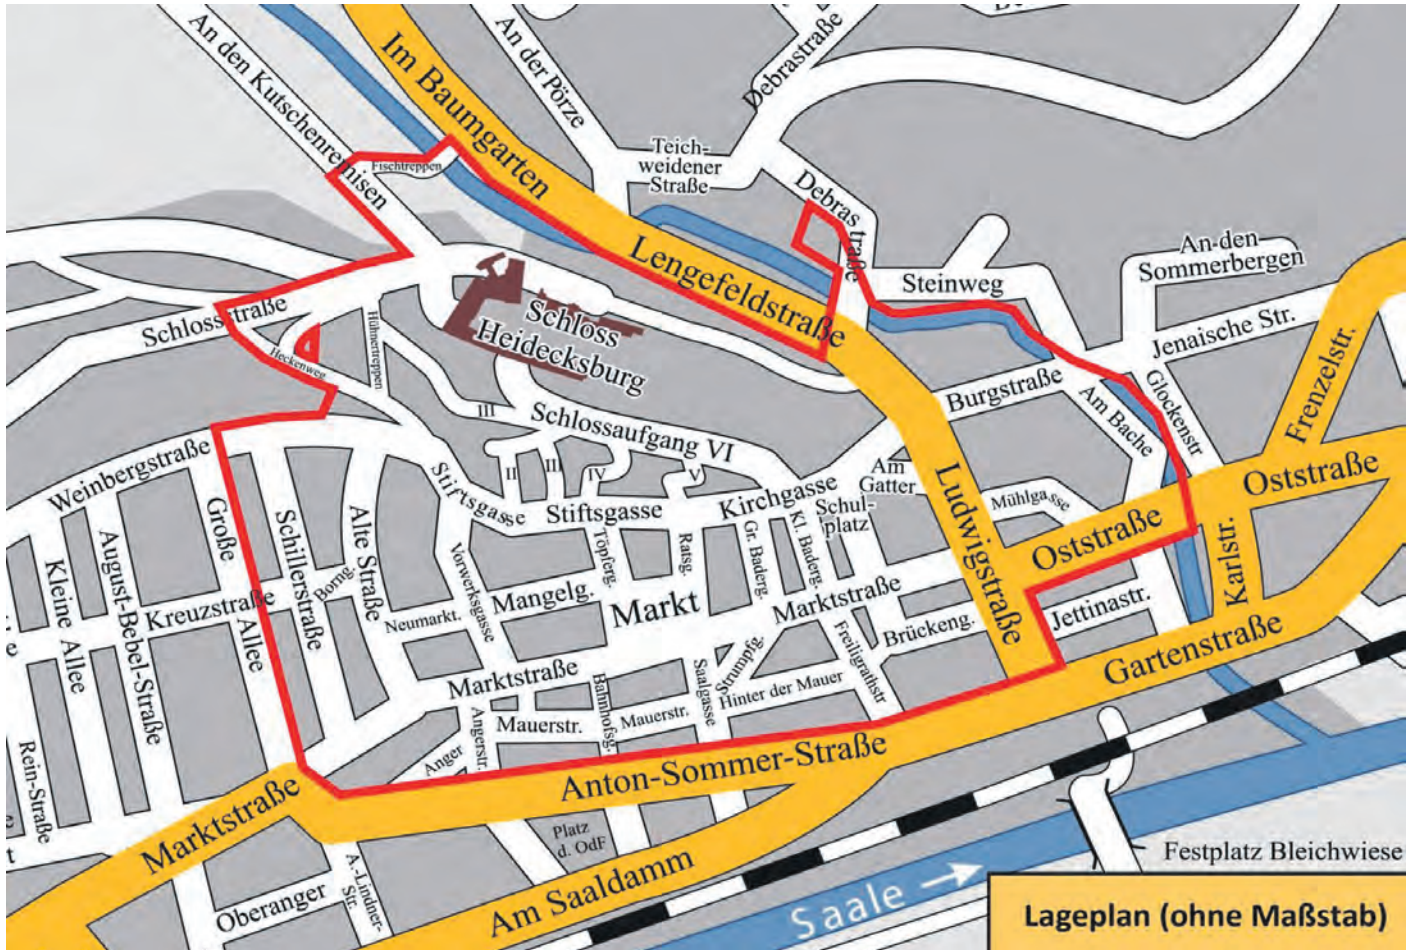 An den Kutschenremisen
Im Baumgarten
An der Pörze
Debrastraße
Teich-
weidener
Straße
Fischtreppen
Debrastraße
An den
Sommerbergen
Steinweg
Lengefeldstraße
Schlossstraße
Hühnertreppen
Heckenweg
Schloss
Heidecksburg
Jenaische Str.
Frenzelstr.
Burgstraße
Am Bache
Glockenstr
III
Schlossaufgang VI
Weinbergstraße
Stiftsgasse
II
III
IV
V
Kirchgasse
Am
Gatter
Schul-
platz
Ludwigstraße
Mühlgasse
Oststraße
Oststraße
Stiftsgasse
Große
Allee
Schillerstraße
Alte Straße
Vorwerksgasse
Töpferg.
Ratsg.
Gr. Baderg.
Kl. Baderg.
Karlstr.
Kleine
Allee
August-Bebel-Straße
Kreuzstraße
Borng.
Neumarkt.
Mangelg.
Markt
Marktstraße
Brückeng.
Jettinastr.
Freiligrathstr
Strumpfg.
Saalgasse
Hinter der Mauer
Gartenstraße
Marktstraße
Angerstr.
Mauerstr.
Bahnhofsg.
Mauerstr.
Anger
Rein-Straße
Marktstraße
Anton-Sommer-Straße
Platz
d. OdF
Am Saaldamm
Oberanger
A.-Lindner-
Str.
Saale
Festplatz Bleichwiese
Lageplan (ohne Maßstab)